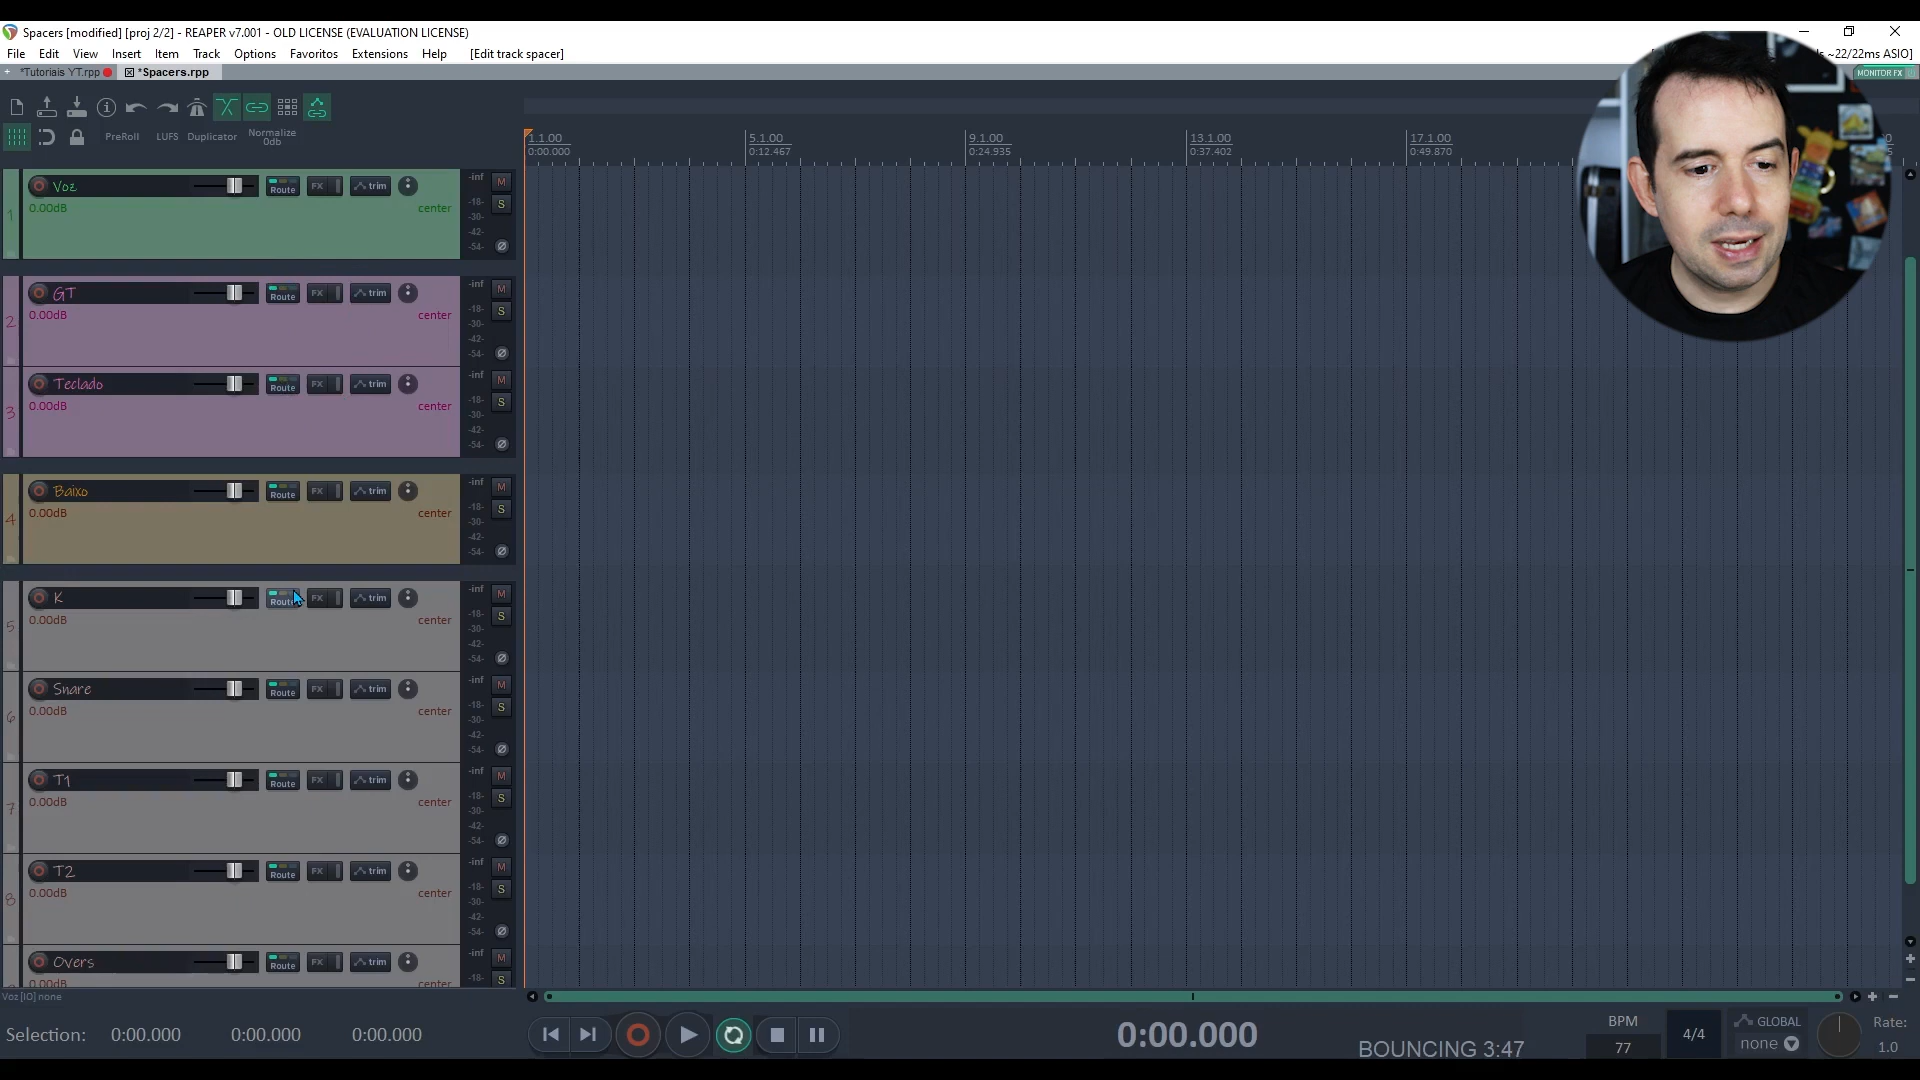 Spacers [modified] [proj 2/2] - REAPER v7.001 - OLD LICENSE (EVALUATION LICENSE)
File Edit View Insert Item Track Options Favoritos Extensions Help [Edit track spacer]
~22/22ms ASIO]
*Tutoriais YT.rpp *Spacers.rpp
MONITOR FX
PreRoll LUFS Duplicator Normalize 0db
1.1.00 5.1.00 9.1.00 13.1.00 17.1.00
0:00.000 0:12.467 0:24.935 0:37.402 0:49.870
1 Voz Route FX trim -inf M
0.00dB center -18- S
-30-
-42-
-54-
2 GT Route FX trim -inf M
0.00dB center -18- S
-30-
-42-
-54-
3 Teclado Route FX trim -inf M
0.00dB center -18- S
-30-
-42-
-54-
4 Baixo Route FX trim -inf M
0.00dB center -18- S
-30-
-42-
-54-
5 K Route FX trim -inf M
0.00dB center -18- S
-30-
-42-
-54-
6 Snare Route FX trim -inf M
0.00dB center -18- S
-30-
-42-
-54-
7 T1 Route FX trim -inf M
0.00dB center -18- S
-30-
-42-
-54-
8 T2 Route FX trim -inf M
0.00dB center -18- S
-30-
-42-
-54-
Overs Route FX trim -inf M
0.00dB center -18- S
Voz [IO] none
Selection: 0:00.000 0:00.000 0:00.000
0:00.000
BOUNCING 3:47
BPM
77
4/4
GLOBAL
none
Rate:
1.0